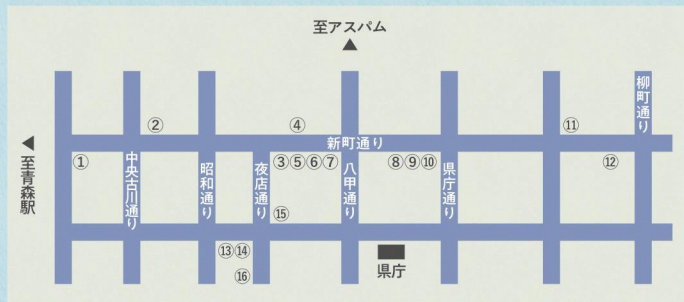 至アスパム
▲
柳町通り
②
④
⑪
新町通り
◀至青森駅
①
中央古川通り
昭和通り
夜店通り
③⑤⑥⑦
八甲通り
⑧⑨⑩
県庁通り
⑫
⑮
⑬⑭
県庁
⑯